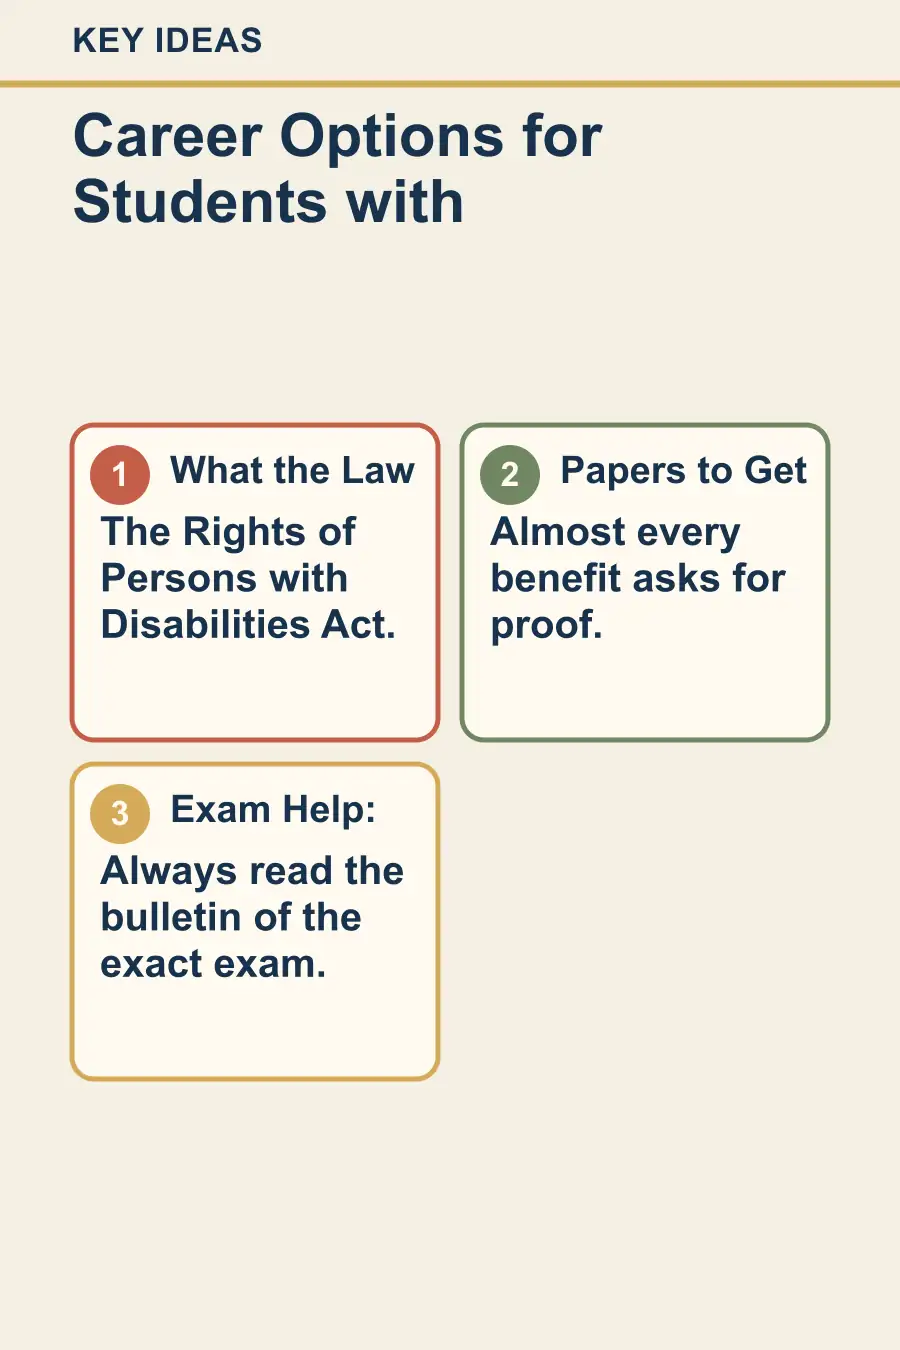 KEY IDEAS
Career Options for
Students with
1 What the Law
The Rights of
Persons with
Disabilities Act.
2 Papers to Get
Almost every
benefit asks for
proof.
3 Exam Help:
Always read the
bulletin of the
exact exam.